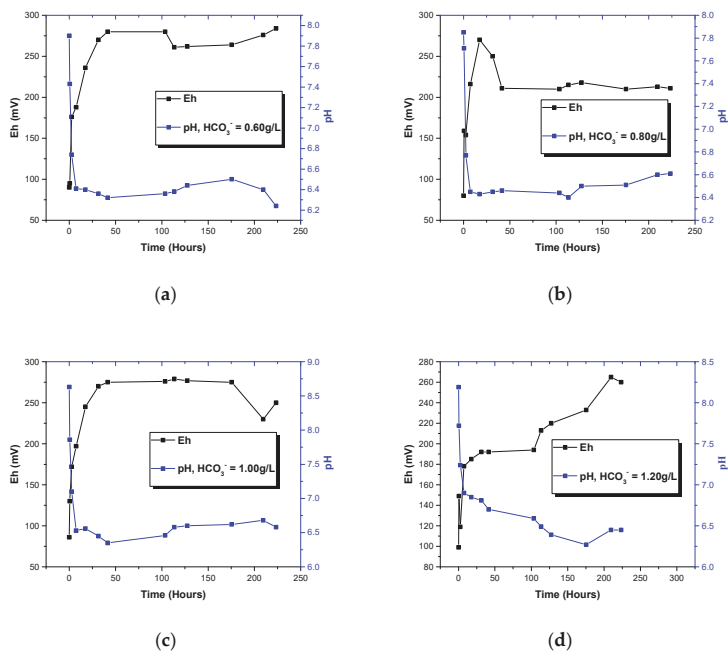 300
250
200
150
100
50
Eh (mV)
8.0
7.8
7.6
7.4
7.2
7.0
6.8
6.6
6.4
6.2
pH
Eh
pH, HCO₃⁻ = 0.60g/L
-50 0 50 100 150 200 250
Time (Hours)
(a)
300
250
200
150
100
50
Eh (mV)
8.0
7.8
7.6
7.4
7.2
7.0
6.8
6.6
6.4
6.2
pH
Eh
pH, HCO₃⁻ = 0.80g/L
-50 0 50 100 150 200 250
Time (Hours)
(b)
300
250
200
150
100
50
Eh (mV)
9.0
8.5
8.0
7.5
7.0
6.5
6.0
pH
Eh
pH, HCO₃⁻ = 1.00g/L
-50 0 50 100 150 200 250
Time (Hours)
(c)
280
260
240
220
200
180
160
140
120
100
80
Eh (mV)
8.5
8.0
7.5
7.0
6.5
6.0
pH
Eh
pH, HCO₃⁻ = 1.20g/L
-50 0 50 100 150 200 250 300
Time (Hours)
(d)